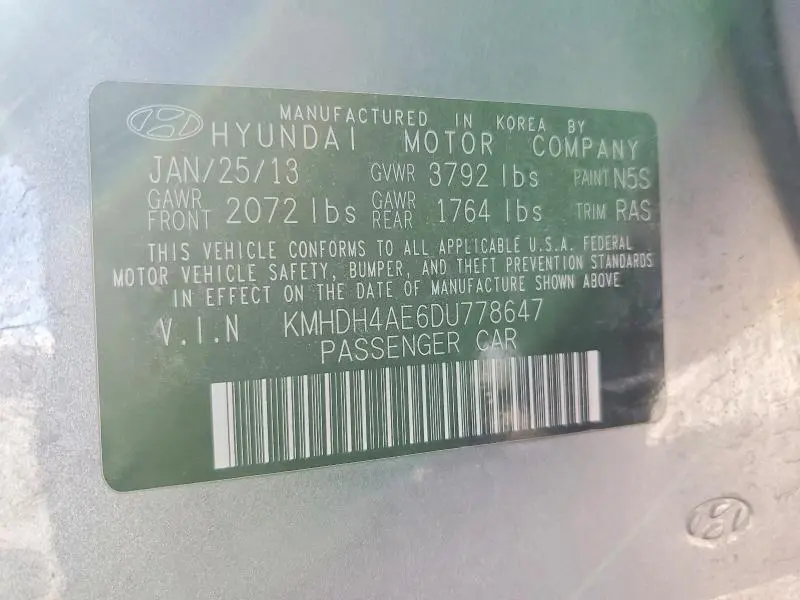 MANUFACTURED IN KOREA BY
HYUNDAI MOTOR COMPANY
JAN/25/13 GVWR 3792 lbs PAINT N5S
GAWR FRONT 2072 lbs GAWR REAR 1764 lbs TRIM RAS
THIS VEHICLE CONFORMS TO ALL APPLICABLE U.S.A. FEDERAL
MOTOR VEHICLE SAFETY, BUMPER, AND THEFT PREVENTION STANDARDS
IN EFFECT ON THE DATE OF MANUFACTURE SHOWN ABOVE
V.I.N KMHDH4AE6DU778647
PASSENGER CAR